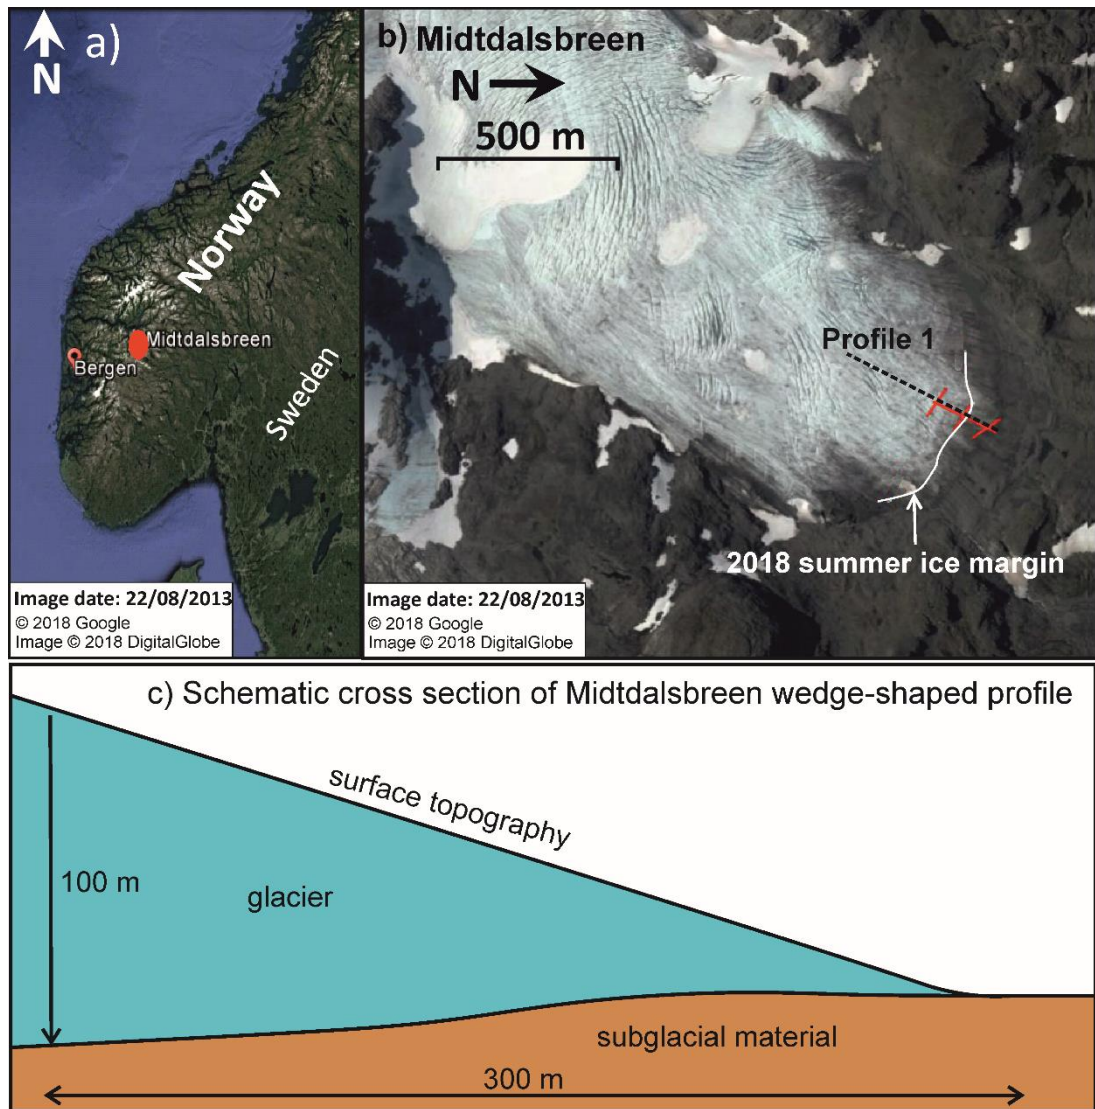 a)
N
Norway
Midtdalsbreen
Bergen
Sweden
Image date: 22/08/2013
© 2018 Google
Image © 2018 DigitalGlobe
b) Midtdalsbreen
N
500 m
Profile 1
2018 summer ice margin
Image date: 22/08/2013
© 2018 Google
Image © 2018 DigitalGlobe
c) Schematic cross section of Midtdalsbreen wedge-shaped profile
surface topography
100 m
glacier
subglacial material
300 m